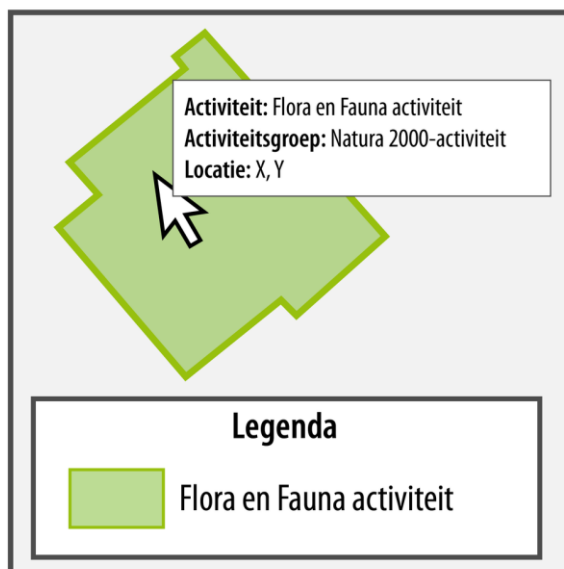 Activiteit: Flora en Fauna activiteit
Activiteitsgroep: Natura 2000-activiteit
Locatie: X, Y
Legenda
Flora en Fauna activiteit